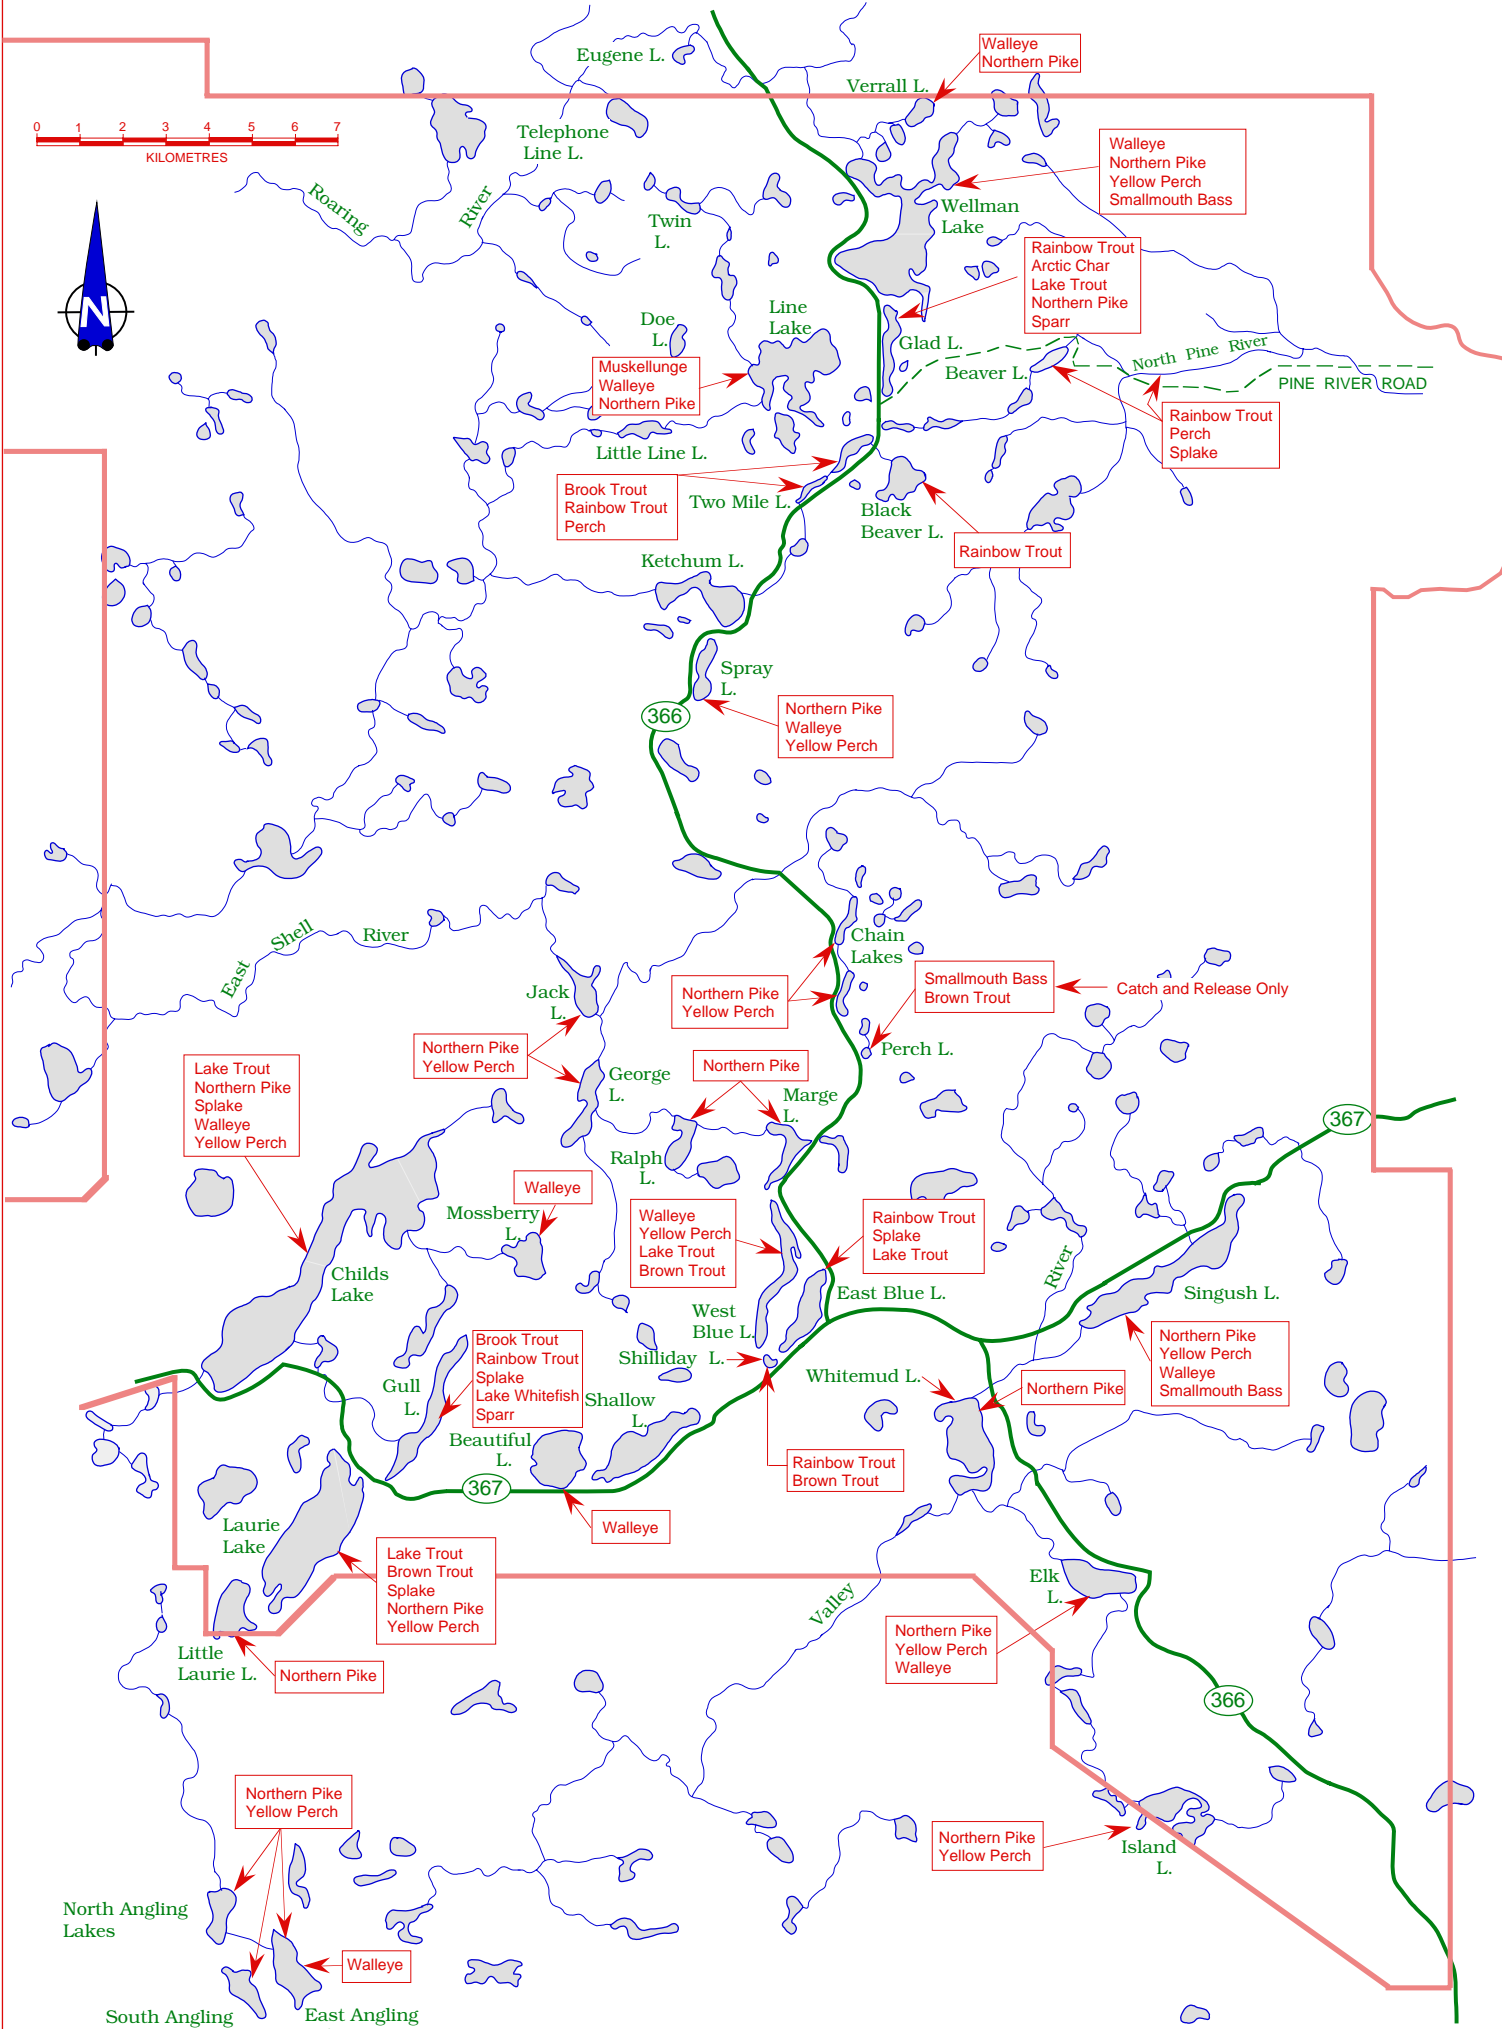 Eugene L.
Walleye
Northern Pike
Verrall L.
0 1 2 3 4 5 6 7
KILOMETRES
Telephone
Line L.
Roaring
River
Walleye
Northern Pike
Yellow Perch
Smallmouth Bass
Twin
L.
Wellman
Lake
N
Rainbow Trout
Arctic Char
Lake Trout
Northern Pike
Sparr
Doe
L.
Line
Lake
Glad L.
North Pine River
Beaver L.
PINE RIVER ROAD
Muskellunge
Walleye
Northern Pike
Rainbow Trout
Perch
Splake
Little Line L.
Brook Trout
Rainbow Trout
Perch
Two Mile L.
Black
Beaver L.
Rainbow Trout
Ketchum L.
Spray
L.
366
Northern Pike
Walleye
Yellow Perch
East Shell River
Chain
Lakes
Jack
L.
Northern Pike
Yellow Perch
Smallmouth Bass
Brown Trout
Catch and Release Only
Perch L.
Northern Pike
Yellow Perch
George
L.
Northern Pike
Marge
L.
Lake Trout
Northern Pike
Splake
Walleye
Yellow Perch
367
Ralph
L.
Walleye
Mossberry
L.
Walleye
Yellow Perch
Lake Trout
Brown Trout
Rainbow Trout
Splake
Lake Trout
River
Childs
Lake
East Blue L.
Singush L.
West
Blue L.
Northern Pike
Yellow Perch
Walleye
Smallmouth Bass
Brook Trout
Rainbow Trout
Splake
Lake Whitefish
Sparr
Shilliday L.
Whitemud L.
Northern Pike
Gull
L.
Shallow
L.
Beautiful
L.
Rainbow Trout
Brown Trout
367
Walleye
Laurie
Lake
Lake Trout
Brown Trout
Splake
Northern Pike
Yellow Perch
Elk
L.
Valley
Northern Pike
Yellow Perch
Walleye
Little
Laurie L.
Northern Pike
366
Northern Pike
Yellow Perch
Northern Pike
Yellow Perch
Island
L.
North Angling
Lakes
Walleye
South Angling
East Angling